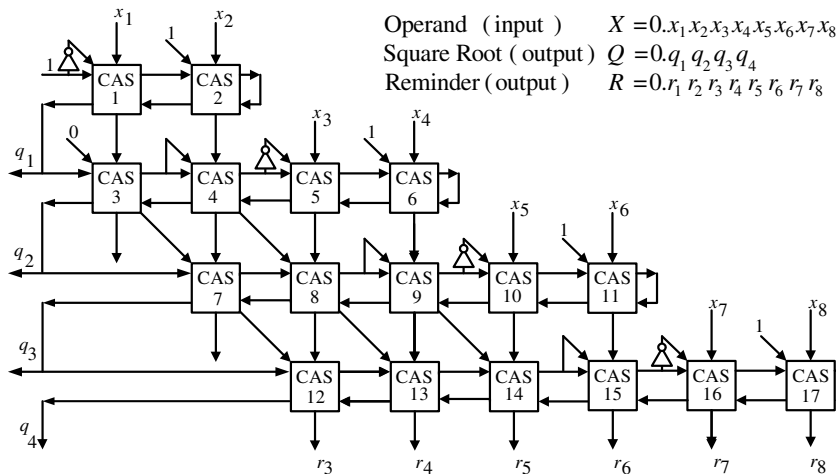 x1 x2 Operand (input) X = 0.x1x2x3x4x5x6x7x8
1 1 Square Root (output) Q = 0.q1q2q3q4
Reminder (output) R = 0.r1r2r3r4r5r6r7r8
CAS 1 CAS 2
0 x3 1 x4
q1
CAS 3 CAS 4 CAS 5 CAS 6
x5 1 x6
q2
CAS 7 CAS 8 CAS 9 CAS 10 CAS 11
x7 1 x8
q3
CAS 12 CAS 13 CAS 14 CAS 15 CAS 16 CAS 17
q4 r3 r4 r5 r6 r7 r8